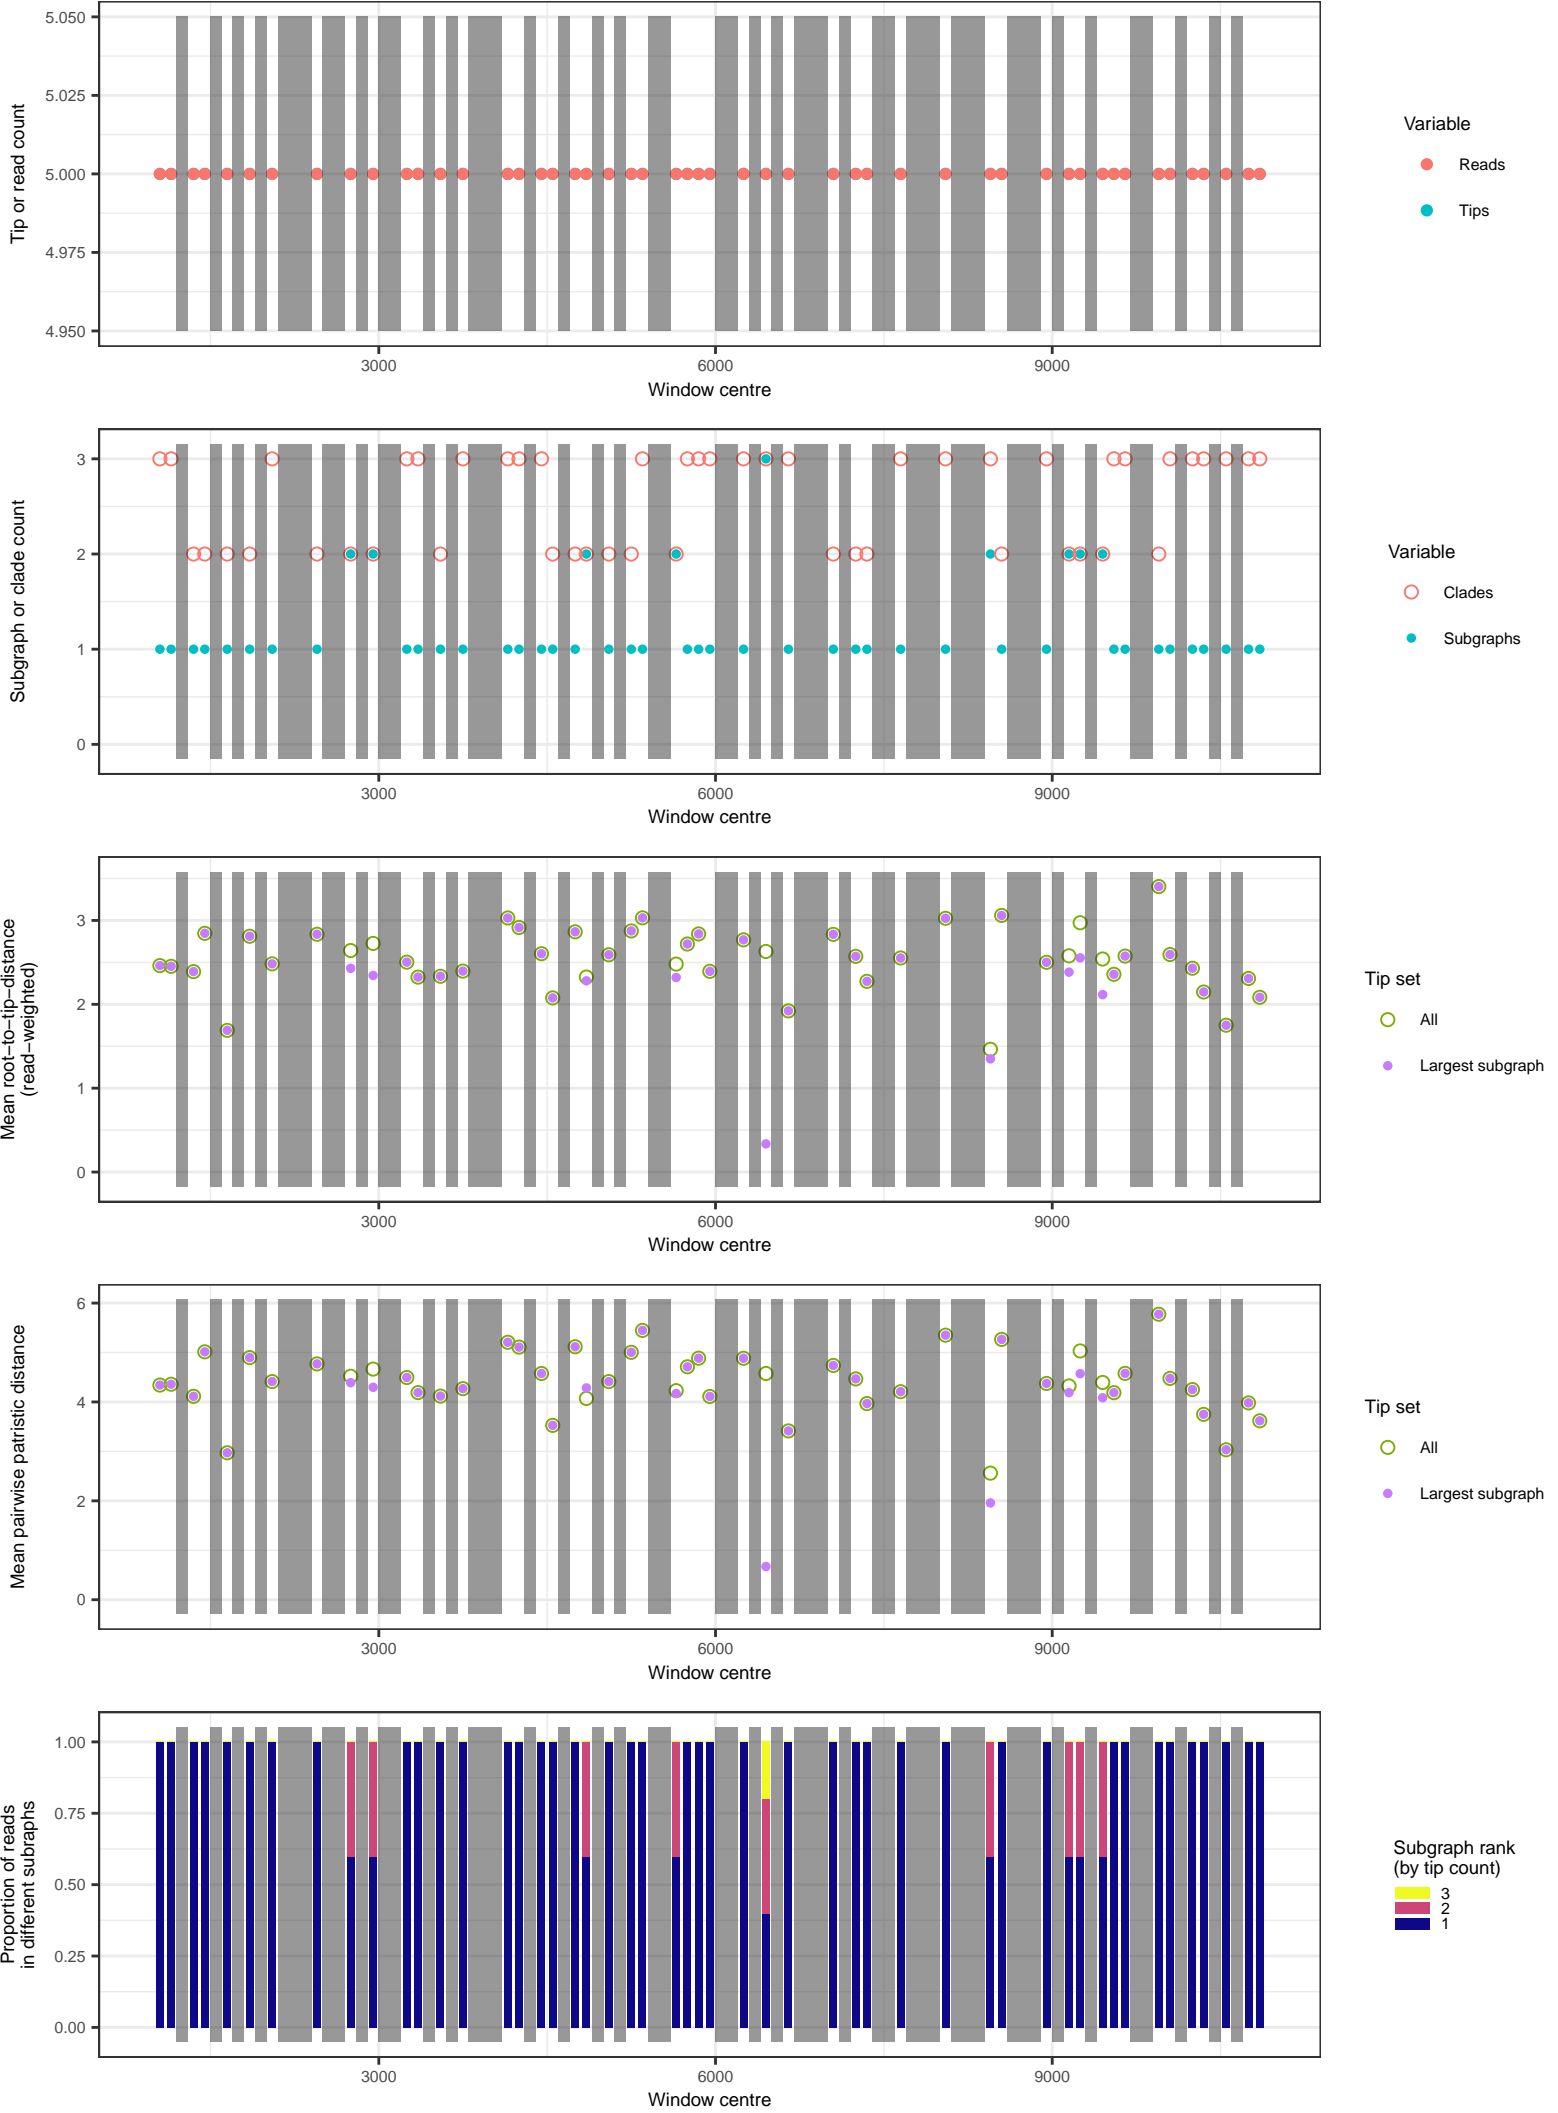 5.050
5.025
5.000
4.975
4.950
Tip or read count
3000
6000
9000
Window centre
Variable
Reads
Tips
3
2
1
0
Subgraph or clade count
3000
6000
9000
Window centre
Variable
Clades
Subgraphs
3
2
1
0
Mean root−to−tip−distance
(read−weighted)
3000
6000
9000
Window centre
Tip set
All
Largest subgraph
6
4
2
0
Mean pairwise patristic distance
3000
6000
9000
Window centre
Tip set
All
Largest subgraph
1.00
0.75
0.50
0.25
0.00
Proportion of reads
in different subraphs
3000
6000
9000
Window centre
Subgraph rank
(by tip count)
3
2
1